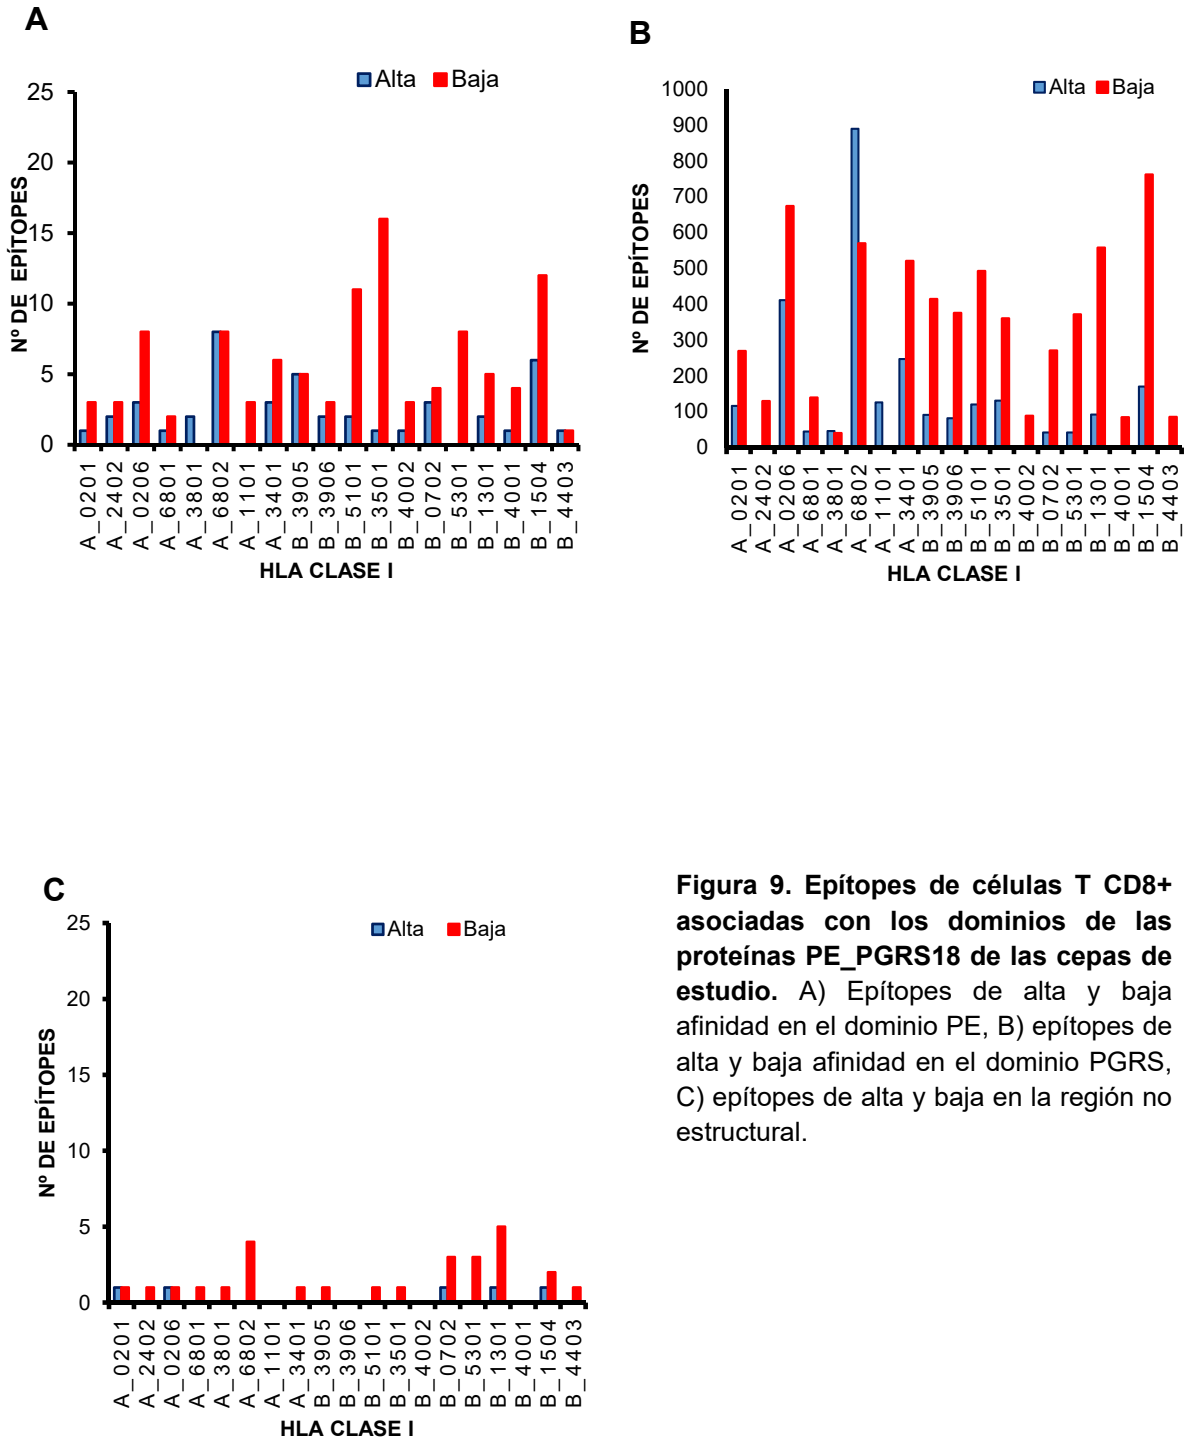 A
Alta Baja
25
20
15
10
5
0
Nº DE EPÍTOPES
A_0201
A_2402
A_0206
A_6801
A_3801
A_6802
A_1101
A_3401
B_3905
B_3906
B_5101
B_3501
B_4002
B_0702
B_5301
B_1301
B_4001
B_1504
B_4403
HLA CLASE I
B
Alta Baja
1000
900
800
700
600
500
400
300
200
100
0
Nº DE EPÍTOPES
A_0201
A_2402
A_0206
A_6801
A_3801
A_6802
A_1101
A_3401
B_3905
B_3906
B_5101
B_3501
B_4002
B_0702
B_5301
B_1301
B_4001
B_1504
B_4403
HLA CLASE I
C
Alta Baja
25
20
15
10
5
0
Nº DE EPÍTOPES
A_0201
A_2402
A_0206
A_6801
A_3801
A_6802
A_1101
A_3401
B_3905
B_3906
B_5101
B_3501
B_4002
B_0702
B_5301
B_1301
B_4001
B_1504
B_4403
HLA CLASE I
Figura 9. Epítopes de células T CD8+
asociadas con los dominios de las
proteínas PE_PGRS18 de las cepas de
estudio. A) Epítopes de alta y baja
afinidad en el dominio PE, B) epítopes de
alta y baja afinidad en el dominio PGRS,
C) epítopes de alta y baja en la región no
estructural.